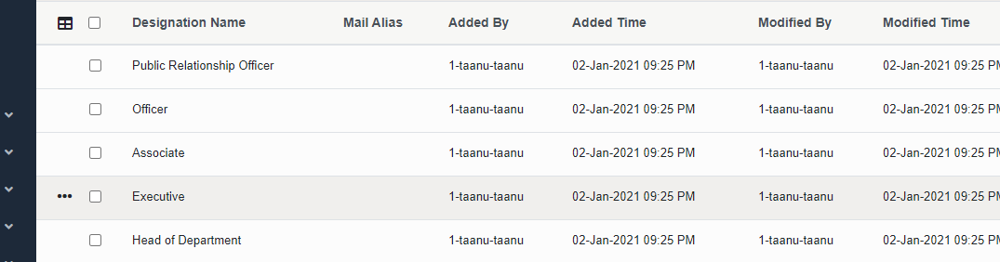 Designation Name Mail Alias Added By Added Time Modified By Modified Time
Public Relationship Officer 1-taanu-taanu 02-Jan-2021 09:25 PM 1-taanu-taanu 02-Jan-2021 09:25 PM
Officer 1-taanu-taanu 02-Jan-2021 09:25 PM 1-taanu-taanu 02-Jan-2021 09:25 PM
Associate 1-taanu-taanu 02-Jan-2021 09:25 PM 1-taanu-taanu 02-Jan-2021 09:25 PM
Executive 1-taanu-taanu 02-Jan-2021 09:25 PM 1-taanu-taanu 02-Jan-2021 09:25 PM
Head of Department 1-taanu-taanu 02-Jan-2021 09:25 PM 1-taanu-taanu 02-Jan-2021 09:25 PM